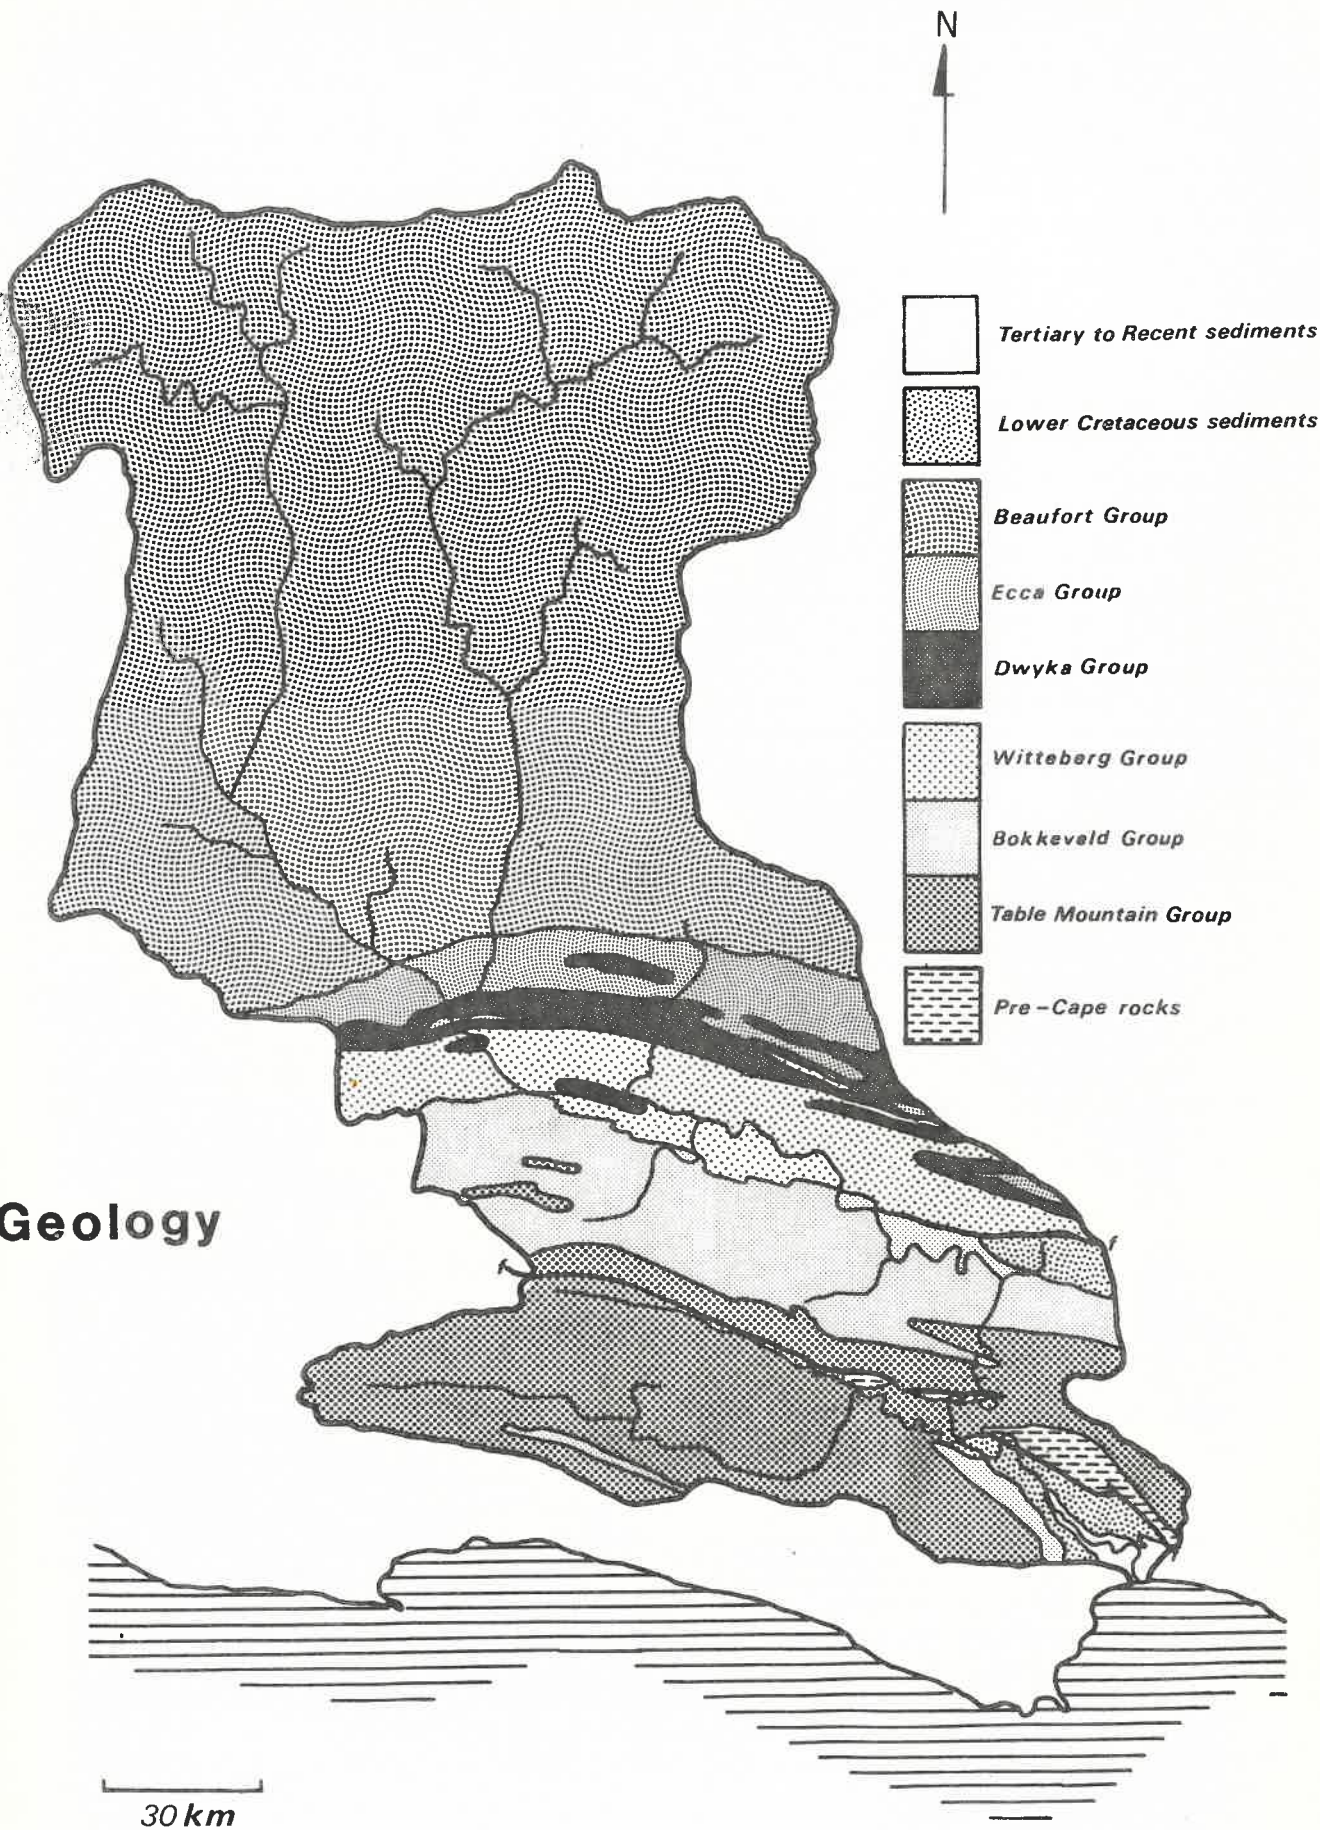 N
Tertiary to Recent sediments
Lower Cretaceous sediments
Beaufort Group
Ecca Group
Dwyka Group
Witteberg Group
Bokkeveld Group
Table Mountain Group
Pre-Cape rocks
Geology
30 km